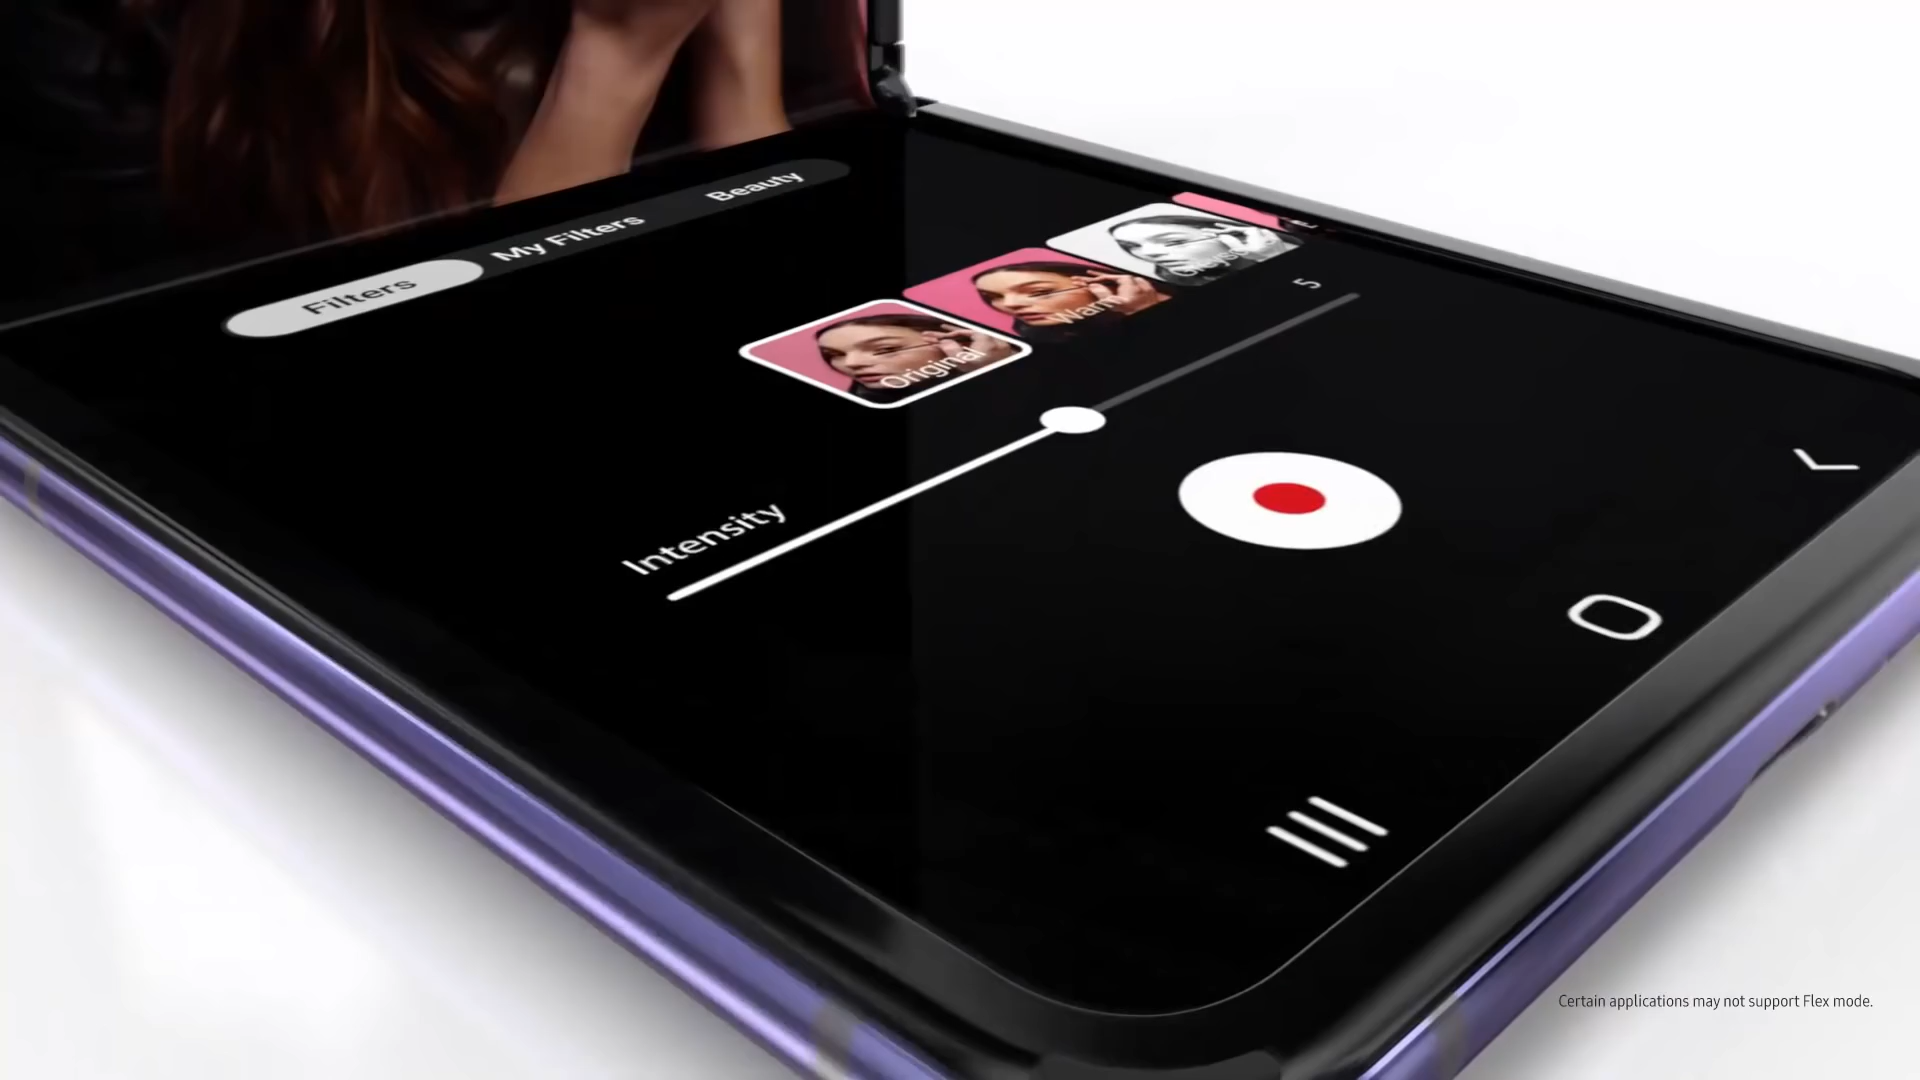 Filters
My Filters
Beauty
Original
Warm
Intensity
5
Certain applications may not support Flex mode.